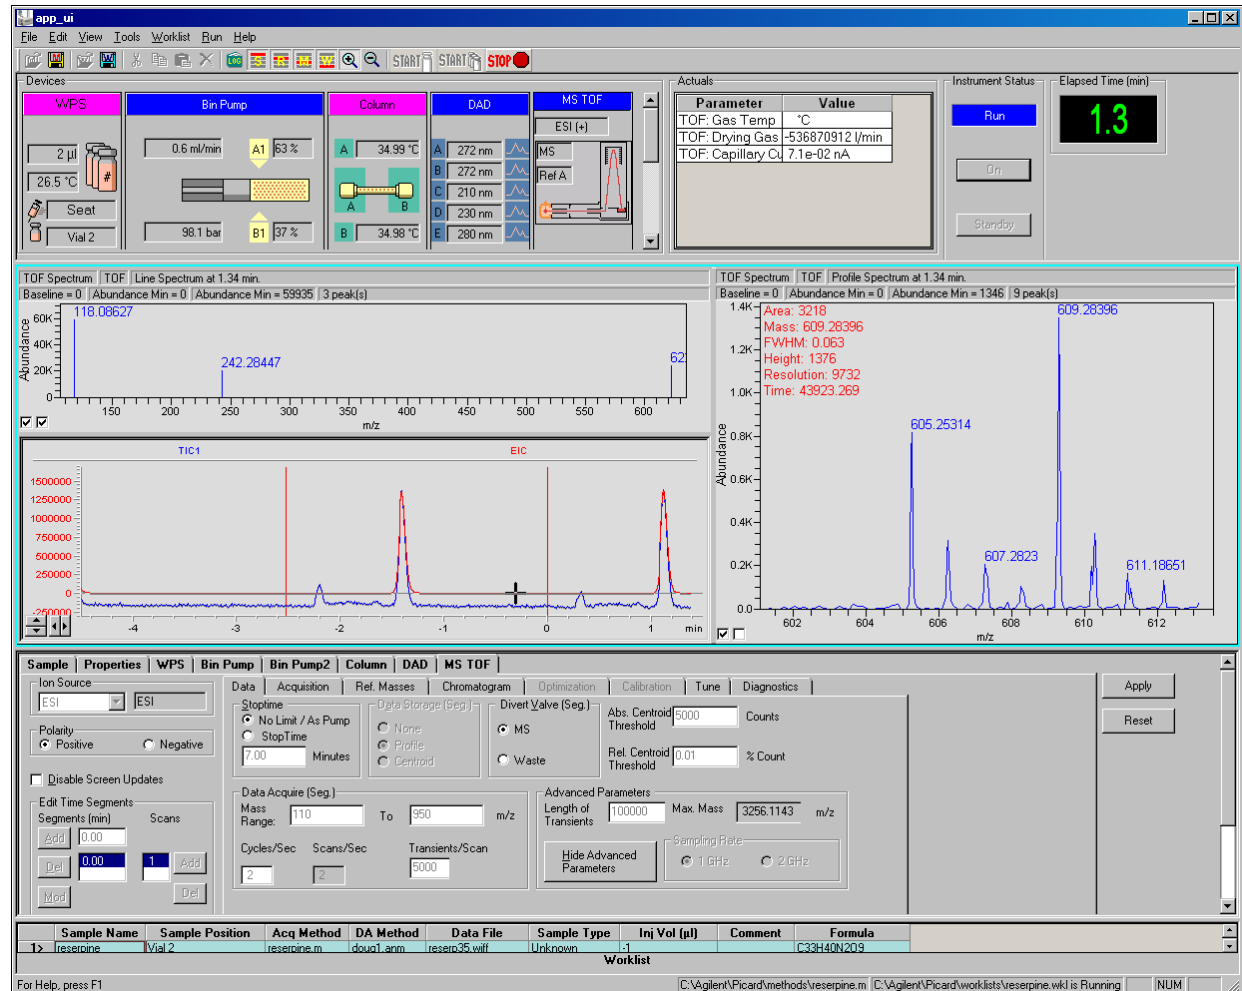 app_ui
File Edit View Tools Worklist Run Help
LOG START START STOP
Devices
WPS
2 µl
#
26.5 °C
Seat
Vial 2
Bin Pump
0.6 ml/min A1 63 %
98.1 bar B1 37 %
Column
A 34.99 °C
A B
B 34.98 °C
DAD
A 272 nm
B 272 nm
C 210 nm
D 230 nm
E 280 nm
MS TOF
ESI (+)
MS
Ref A
Actuals
Parameter Value
TOF: Gas Temp °C
TOF: Drying Gas -536870912 l/min
TOF: Capillary Cu 7.1e-02 nA
Instrument Status
Run
On
Standby
Elapsed Time (min)
1.3
TOF Spectrum TOF Line Spectrum at 1.34 min.
Baseline = 0 Abundance Min = 0 Abundance Min = 59935 3 peak(s)
Abundance
60K
40K
20K
0
118.08627
242.28447
62
150 200 250 300 350 400 450 500 550 600
m/z
TIC1 EIC
1500000
1250000
1000000
750000
500000
250000
0
-250000
-4 -3 -2 -1 0 1 min
TOF Spectrum TOF Profile Spectrum at 1.34 min.
Baseline = 0 Abundance Min = 0 Abundance Min = 1346 9 peak(s)
Abundance
1.4K
1.2K
1.0K
0.8K
0.6K
0.4K
0.2K
0.0
Area: 3218
Mass: 609.28396
FWHM: 0.063
Height: 1376
Resolution: 9732
Time: 43923.269
609.28396
605.25314
607.2823
611.18651
602 604 606 608 610 612
m/z
Sample Properties WPS Bin Pump Bin Pump2 Column DAD MS TOF
Ion Source
ESI ESI
Polarity
Positive Negative
Disable Screen Updates
Edit Time Segments
Segments (min) Scans
Add 0.00
Del 0.00 1 Add
Mod Del
Data Acquisition Ref. Masses Chromatogram Optimization Calibration Tune Diagnostics
Stoptime
No Limit / As Pump
StopTime
7.00 Minutes
Data Storage (Seg.)
None
Profile
Centroid
Divert Valve (Seg.)
MS
Waste
Abs. Centroid Threshold 5000 Counts
Rel. Centroid Threshold 0.01 % Count
Data Acquire (Seg.)
Mass Range: 110 To 950 m/z
Cycles/Sec Scans/Sec Transients/Scan
2 2 5000
Advanced Parameters
Length of Transients 100000 Max. Mass 3256.1143 m/z
Hide Advanced Parameters
Sampling Rate
1 GHz 2 GHz
Apply
Reset
Sample Name Sample Position Acq Method DA Method Data File Sample Type Inj Vol (µl) Comment Formula
1> reserpine Vial 2 reserpine.m doug1.anm reserp35.wiff Unknown -1 C33H40N2O9
Worklist
For Help, press F1 C:\Agilent\Picard\methods\reserpine.m C:\Agilent\Picard\worklists\reserpine.wkl is Running NUM